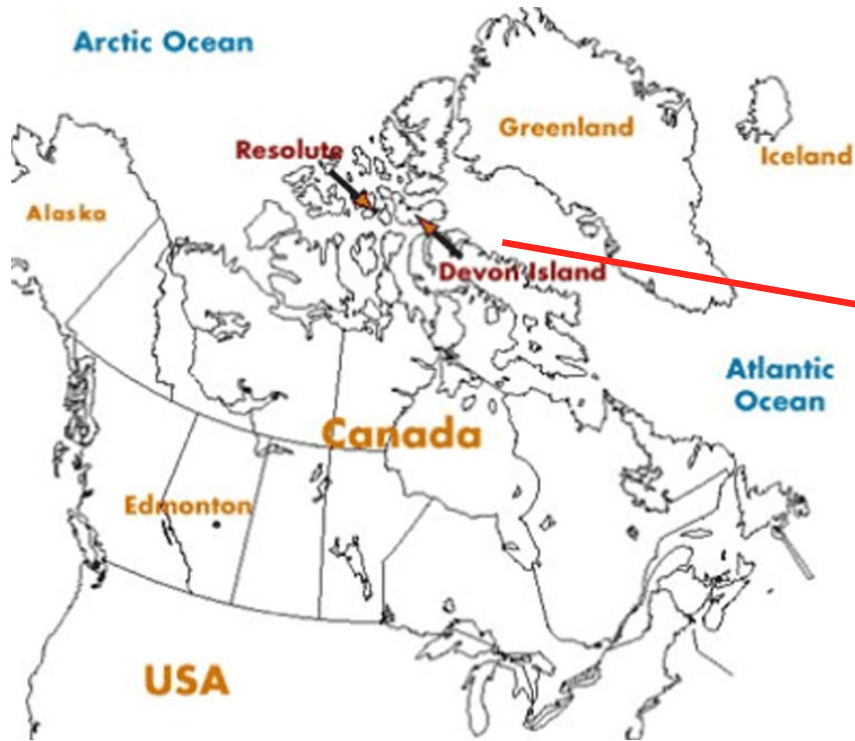 Arctic Ocean
Greenland
Resolute
Iceland
Alaska
Devon Island
Atlantic
Ocean
Canada
Edmonton
USA